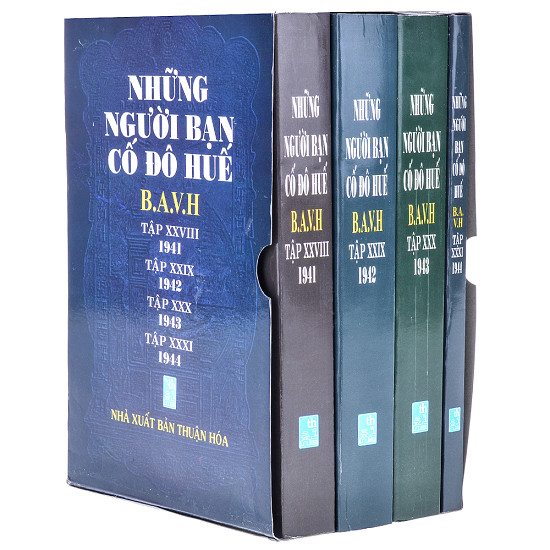 NHỮNG
NGƯỜI BẠN
CỐ ĐÔ HUẾ
B.A.V.H
TẬP XXVIII
1941
TẬP XXIX
1942
TẬP XXX
1943
TẬP XXXI
1944
NHÀ XUẤT BẢN THUẬN HÓA
NHỮNG
NGƯỜI BẠN
CỐ ĐÔ HUẾ
B.A.V.H
TẬP XXVIII
1941
NHỮNG
NGƯỜI BẠN
CỐ ĐÔ HUẾ
B.A.V.H
TẬP XXIX
1942
NHỮNG
NGƯỜI BẠN
CỐ ĐÔ HUẾ
B.A.V.H
TẬP XXX
1943
NHỮNG
NGƯỜI
BẠN
CỐ ĐÔ
HUẾ
B.A.
V.H
TẬP
XXXI
1944